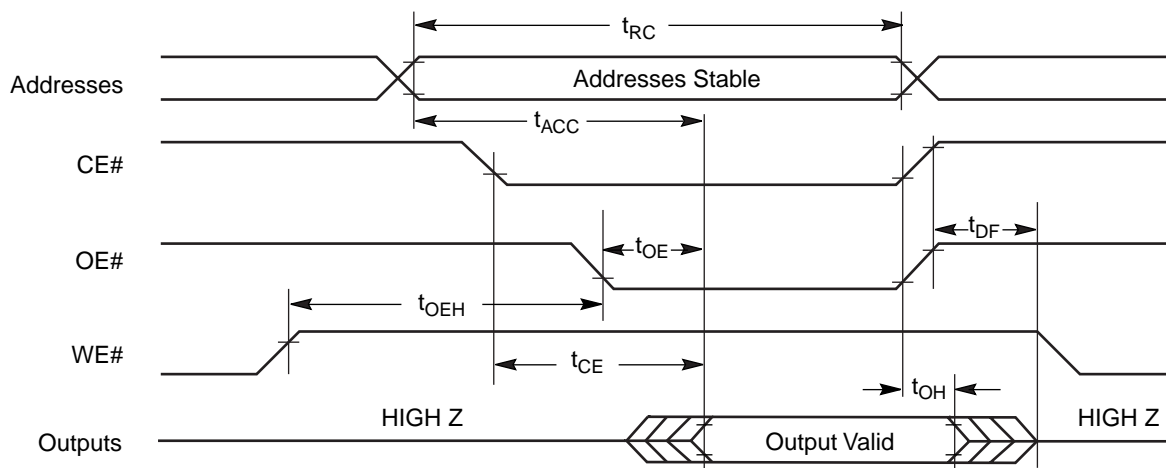 tRC
Addresses
Addresses Stable
tACC
CE#
tDF
OE#
tOE
tOEH
WE#
tCE
tOH
HIGH Z
HIGH Z
Outputs
Output Valid